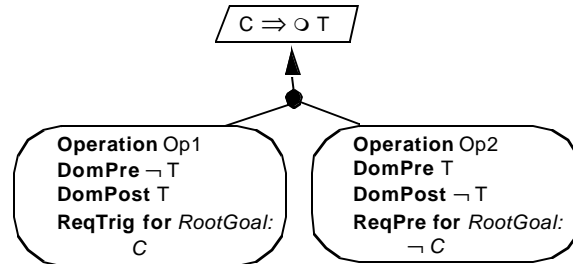 C ⇒ ○ T
Operation Op1
DomPre ¬ T
DomPost T
ReqTrig for RootGoal:
C
Operation Op2
DomPre T
DomPost ¬ T
ReqPre for RootGoal:
¬ C